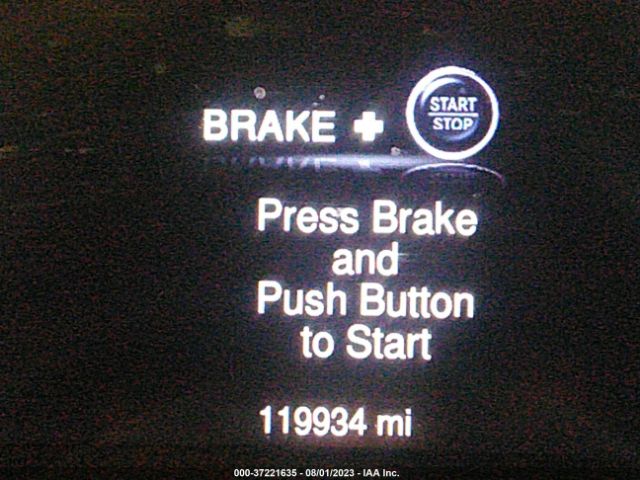 BRAKE + START
STOP
Press Brake
and
Push Button
to Start
119934 mi
000-37221635 - 08/01/2023 - IAA Inc.